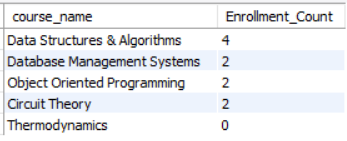 course_name Enrollment_Count
Data Structures & Algorithms 4
Database Management Systems 2
Object Oriented Programming 2
Circuit Theory 2
Thermodynamics 0